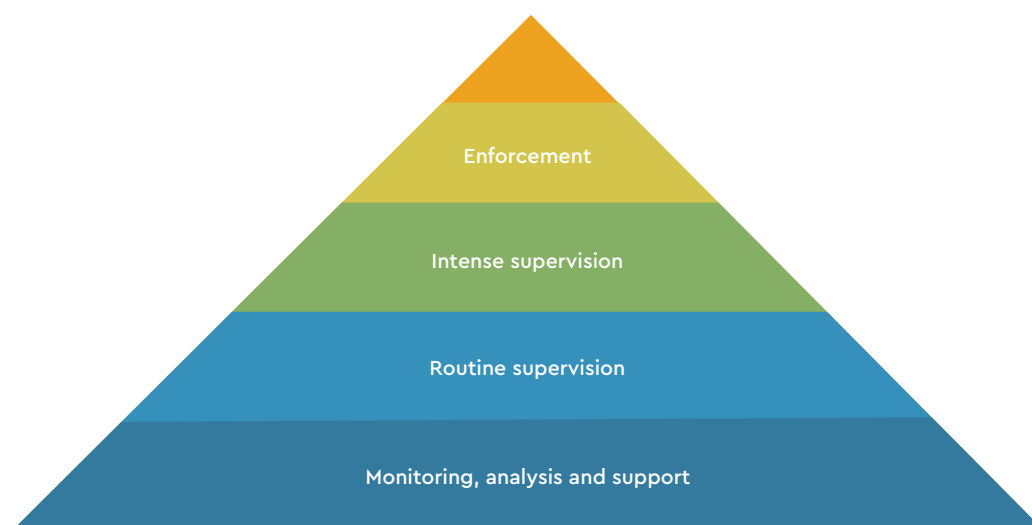 Enforcement
Intense supervision
Routine supervision
Monitoring, analysis and support